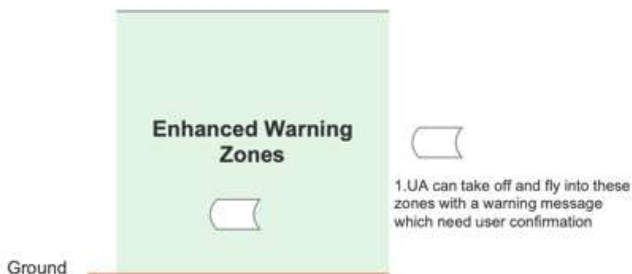 Enhanced Warning
Zones
1.UA can take off and fly into these
zones with a warning message
which need user confirmation
Ground